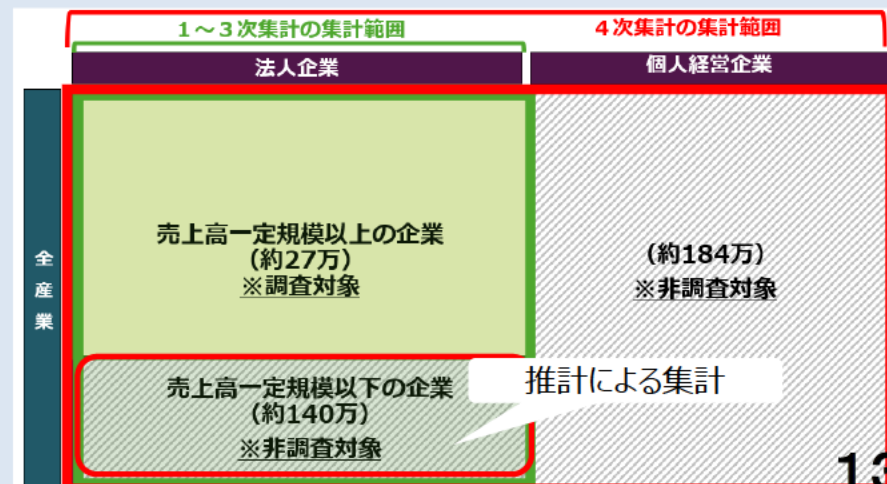 1～3次集計の集計範囲
4次集計の集計範囲
法人企業
個人経営企業
全産業
売上高一定規模以上の企業
(約27万)
※調査対象
(約184万)
※非調査対象
売上高一定規模以下の企業
(約140万)
※非調査対象
推計による集計
13